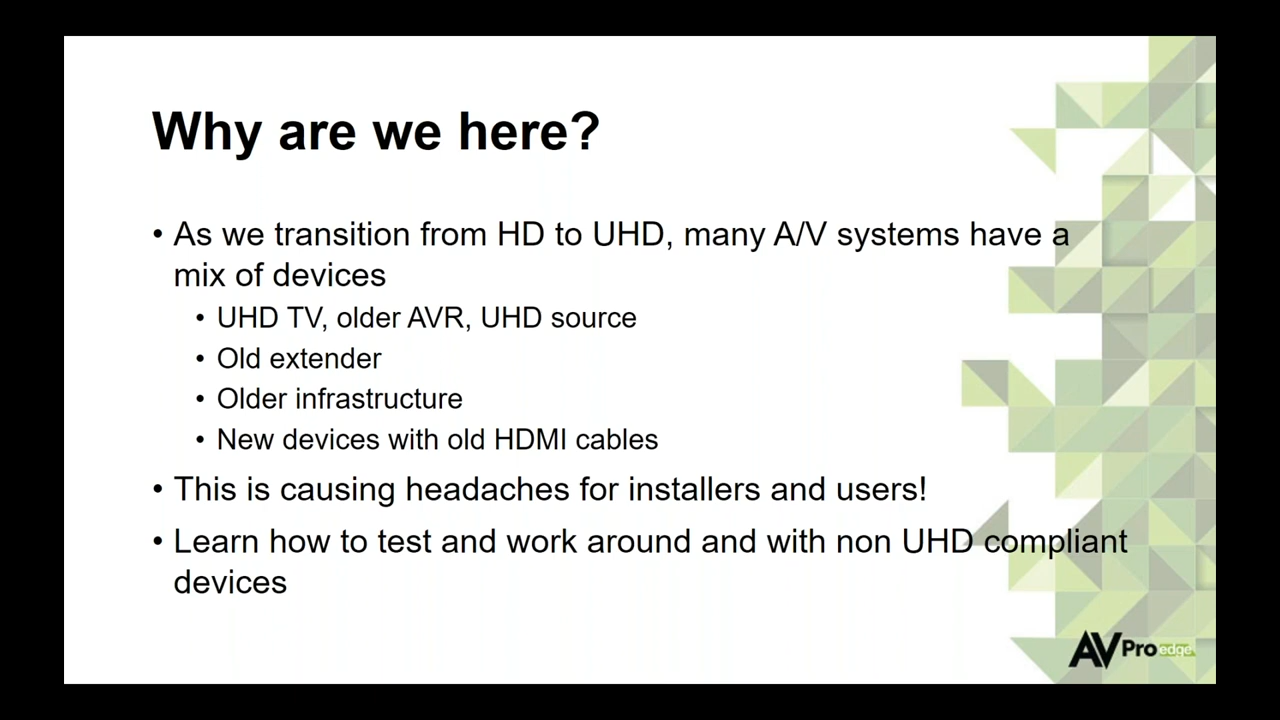 Why are we here?
• As we transition from HD to UHD, many A/V systems have a
mix of devices
• UHD TV, older AVR, UHD source
• Old extender
• Older infrastructure
• New devices with old HDMI cables
• This is causing headaches for installers and users!
• Learn how to test and work around and with non UHD compliant
devices
AVPro edge